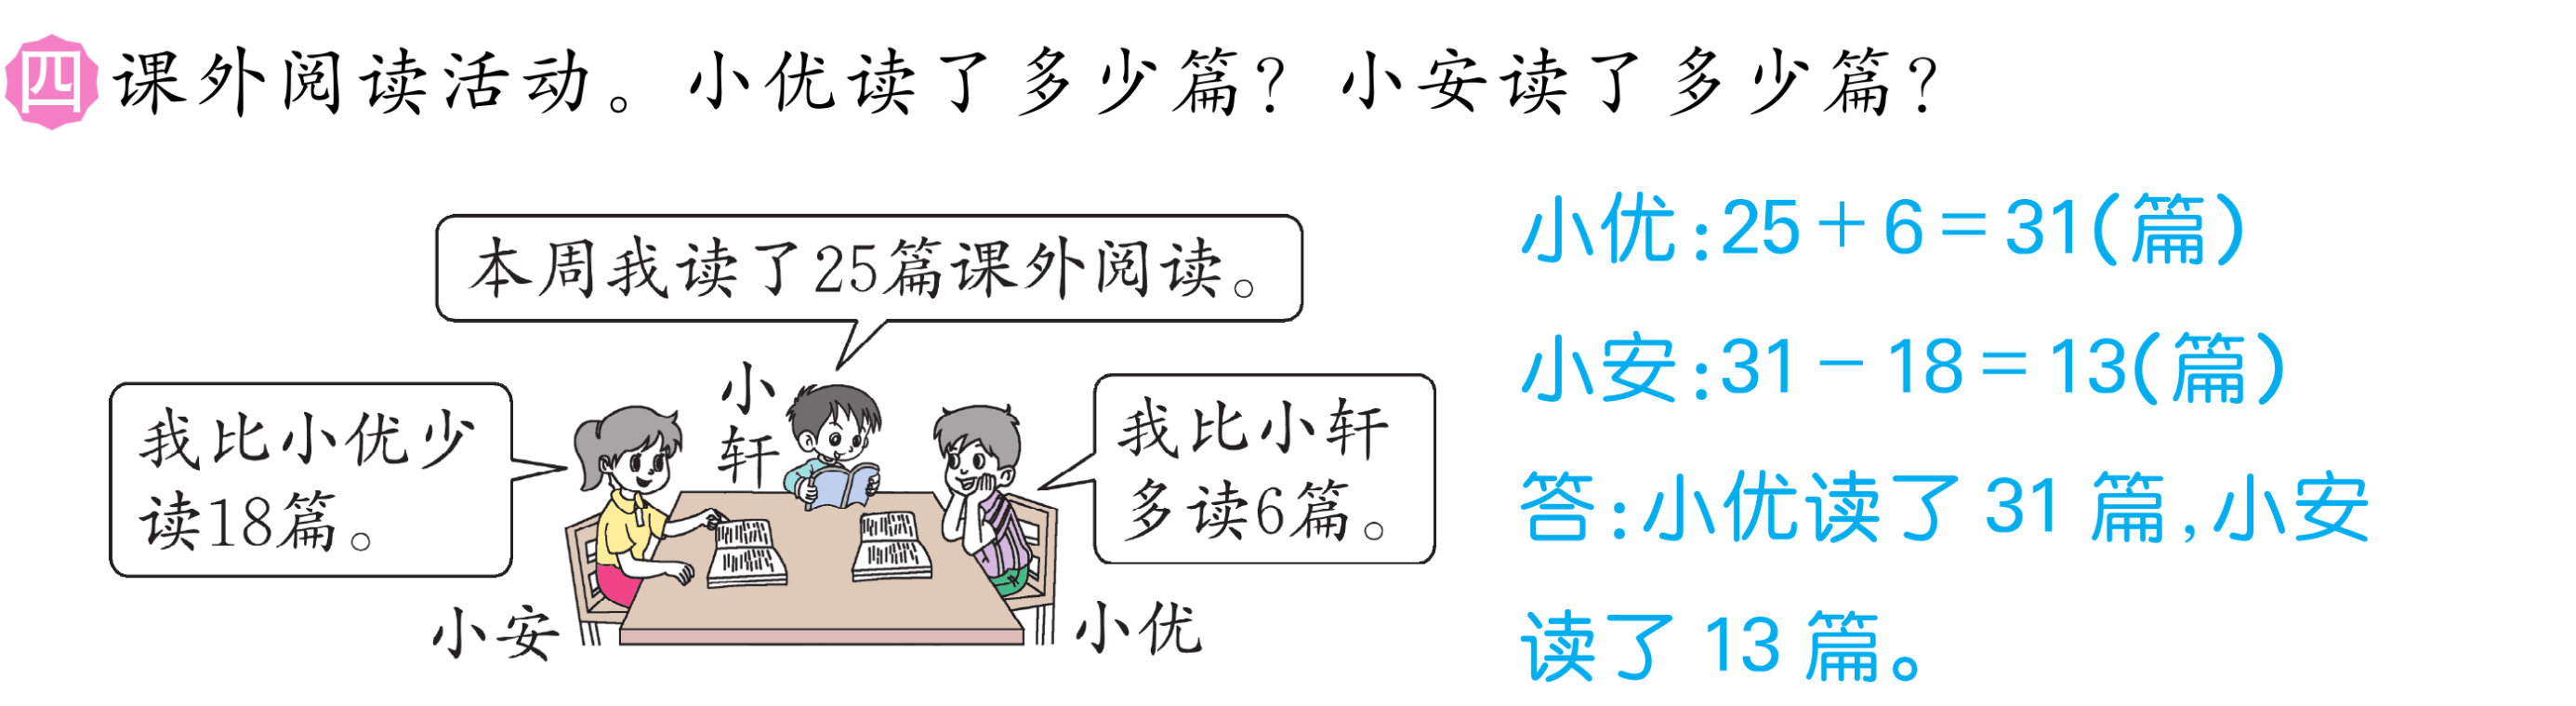 四 课外阅读活动。小优读了多少篇？小安读了多少篇？
本周我读了25篇课外阅读。
我比小优少
读18篇。
小
轩
我比小轩
多读6篇。
小安
小优
小优:25+6=31(篇)
小安:31-18=13(篇)
答:小优读了31篇,小安
读了13篇。